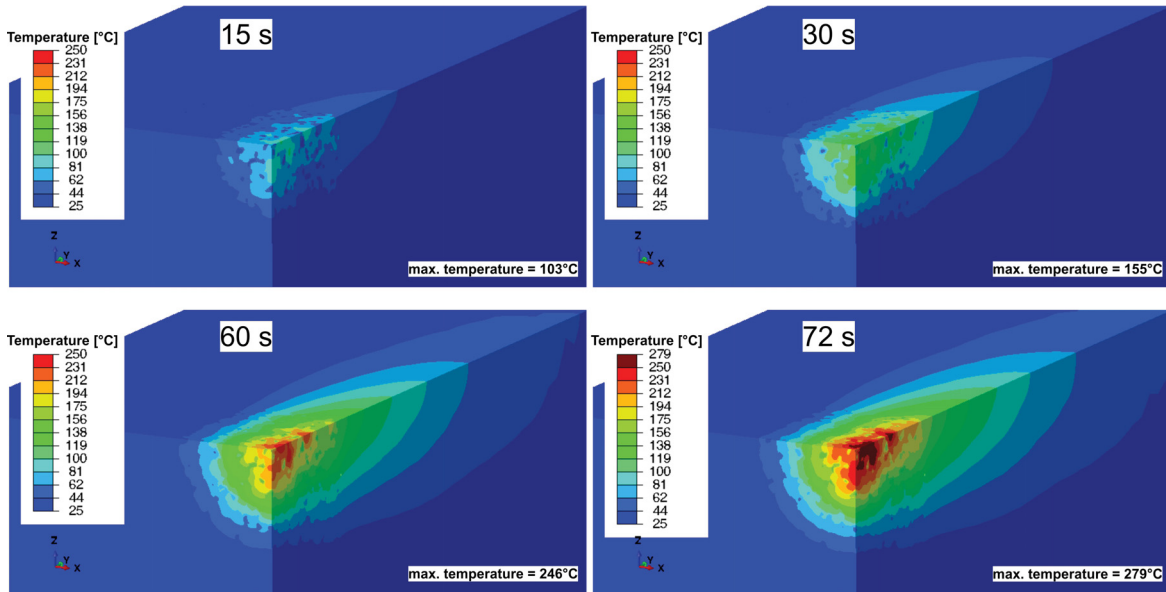 15 s
Temperature [°C]
250
231
212
194
175
156
138
119
100
81
62
44
25
Z
Y
X
max. temperature = 103°C
30 s
Temperature [°C]
250
231
212
194
175
156
138
119
100
81
62
44
25
Z
Y
X
max. temperature = 155°C
60 s
Temperature [°C]
250
231
212
194
175
156
138
119
100
81
62
44
25
Z
Y
X
max. temperature = 246°C
72 s
Temperature [°C]
279
250
231
212
194
175
156
138
119
100
81
62
44
25
Z
Y
X
max. temperature = 279°C